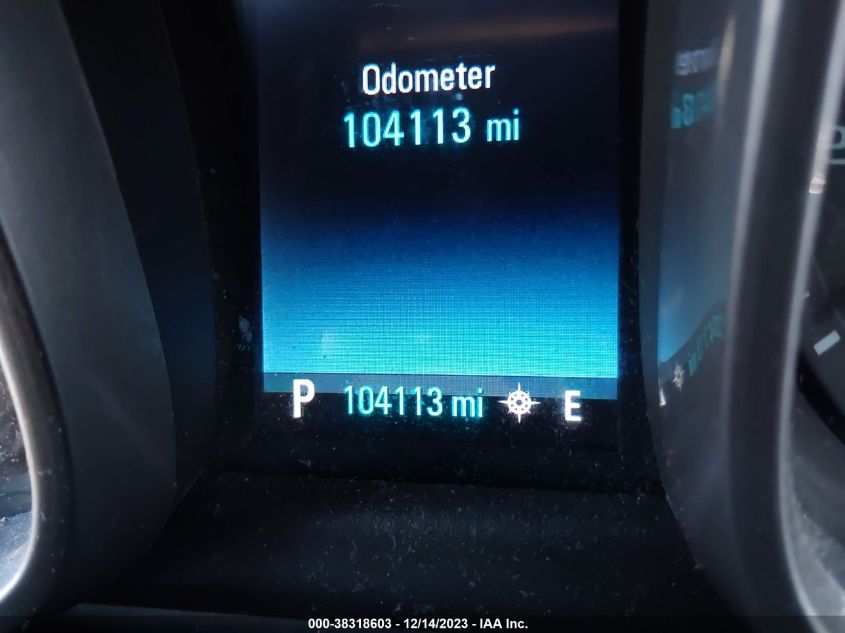 Odometer
104113 mi
P 104113 mi E
000-38318603 - 12/14/2023 - IAA Inc.